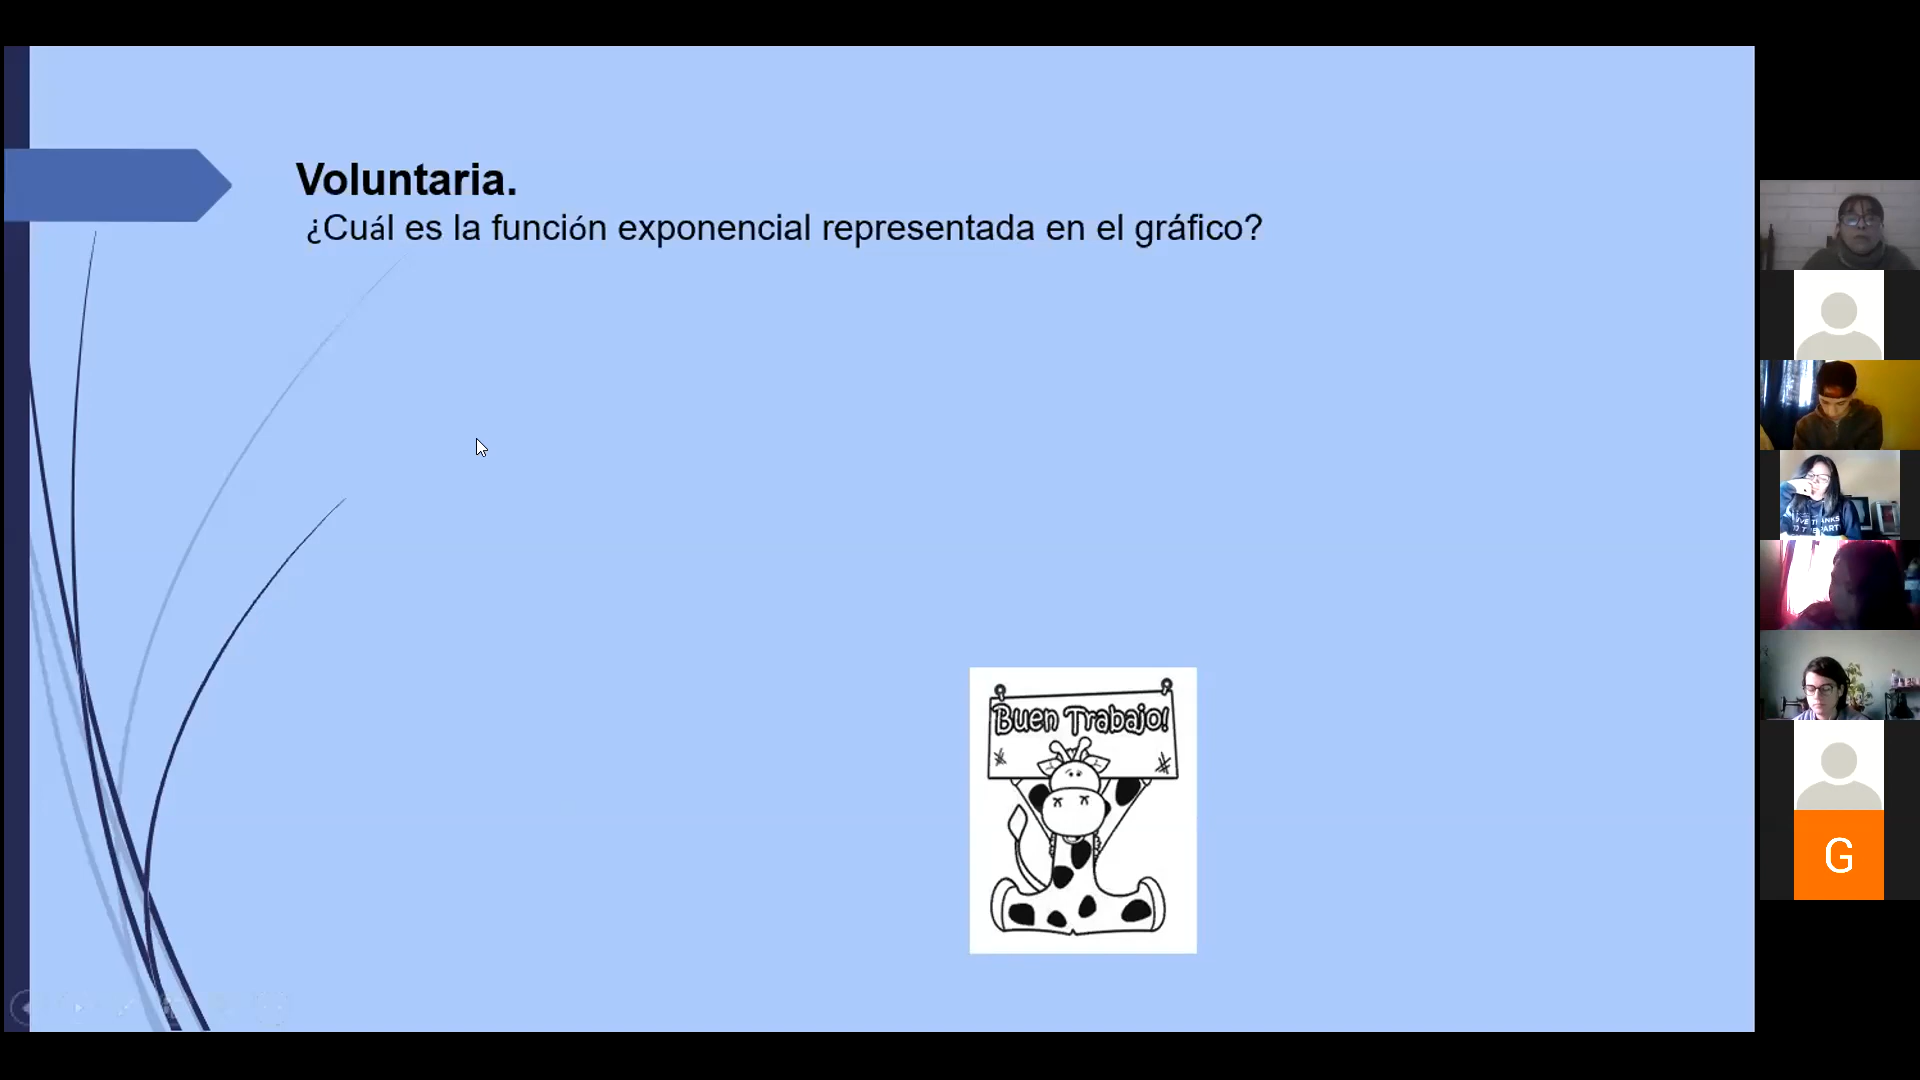 Voluntaria.
¿Cuál es la función exponencial representada en el gráfico?
Buen Trabajo!
G